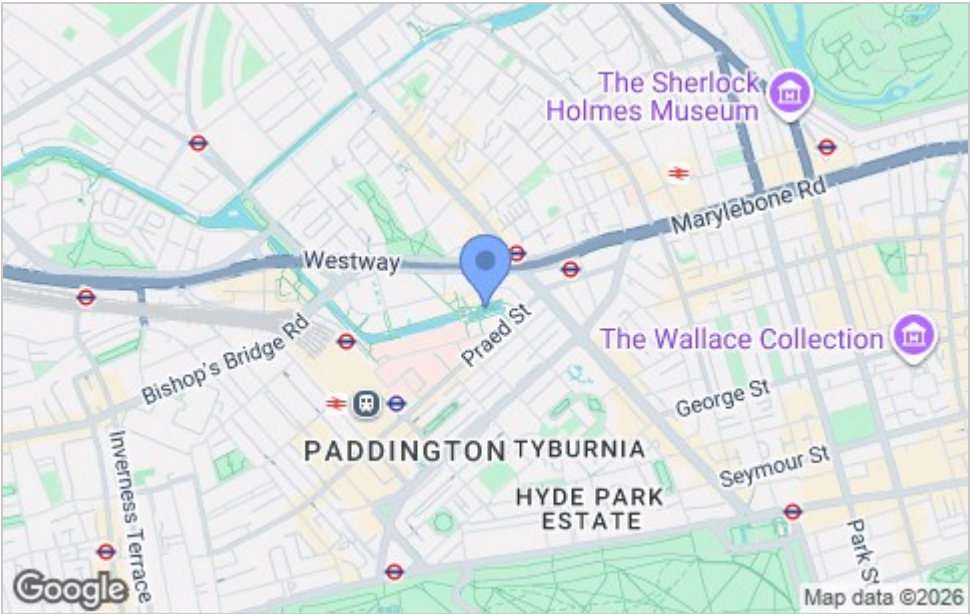 The Sherlock
Holmes Museum
Marylebone Rd
Westway
Praed St
The Wallace Collection
Bishop's Bridge Rd
George St
PADDINGTON
TYBURNIA
Seymour St
Inverness Terrace
HYDE PARK
ESTATE
Park St
Google
Map data ©2026